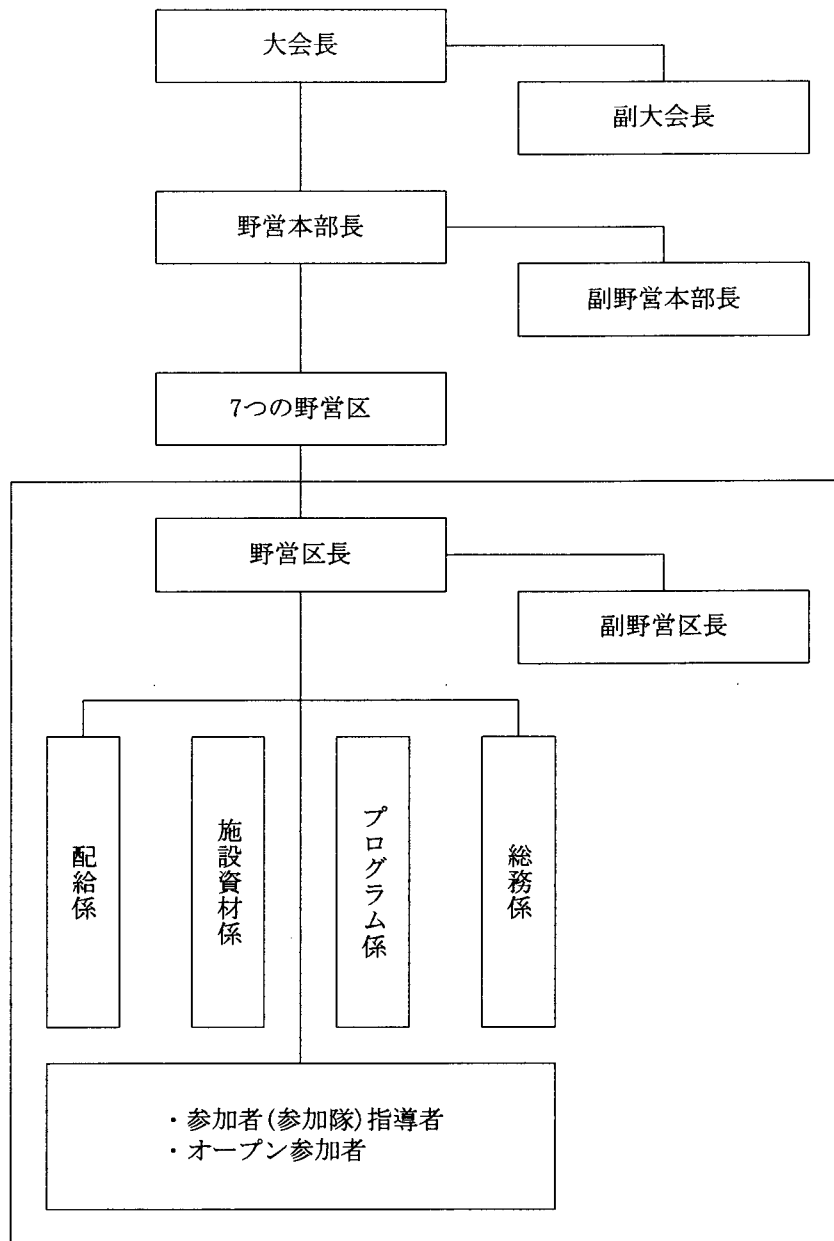 大会長
副大会長
野営本部長
副野営本部長
7つの野営区
野営区長
副野営区長
配給係
施設資材係
プログラム係
総務係
・参加者(参加隊)指導者
・オープン参加者